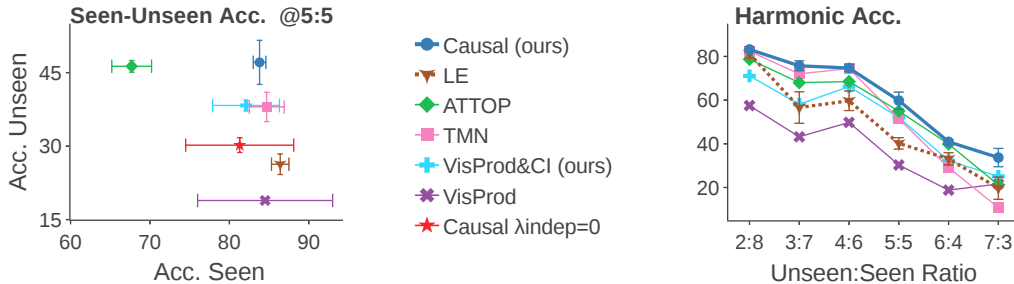 Seen-Unseen Acc. @5:5
Acc. Unseen
45
30
15
60 70 80 90
Acc. Seen
Causal (ours)
LE
ATTOP
TMN
VisProd&CI (ours)
VisProd
Causal λindep=0
Harmonic Acc.
80
60
40
20
2:8 3:7 4:6 5:5 6:4 7:3
Unseen:Seen Ratio